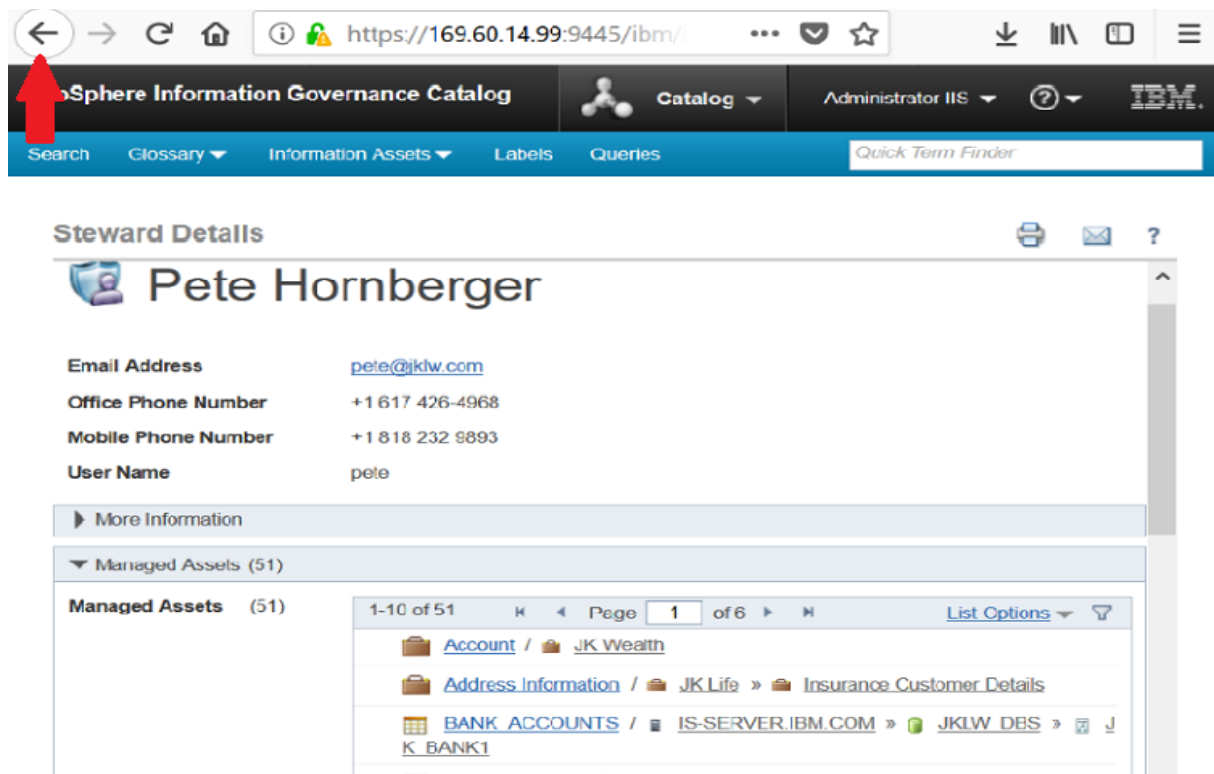 https://169.60.14.99:9445/ibm/i
oSphere Information Governance Catalog Catalog Administrator IIS ? IBM.
Search Glossary Information Assets Labels Queries Quick Term Finder
Steward Details ?
Pete Hornberger
Email Address pete@jklw.com
Office Phone Number +1 617 426-4968
Mobile Phone Number +1 818 232 9893
User Name pete
More Information
Managed Assets (51)
Managed Assets (51) 1-10 of 51 Page 1 of 6 List Options
Account / JK Wealth
Address Information / JK Life » Insurance Customer Details
BANK_ACCOUNTS / IS-SERVER.IBM.COM » JKLW_DBS » J
K_BANK1